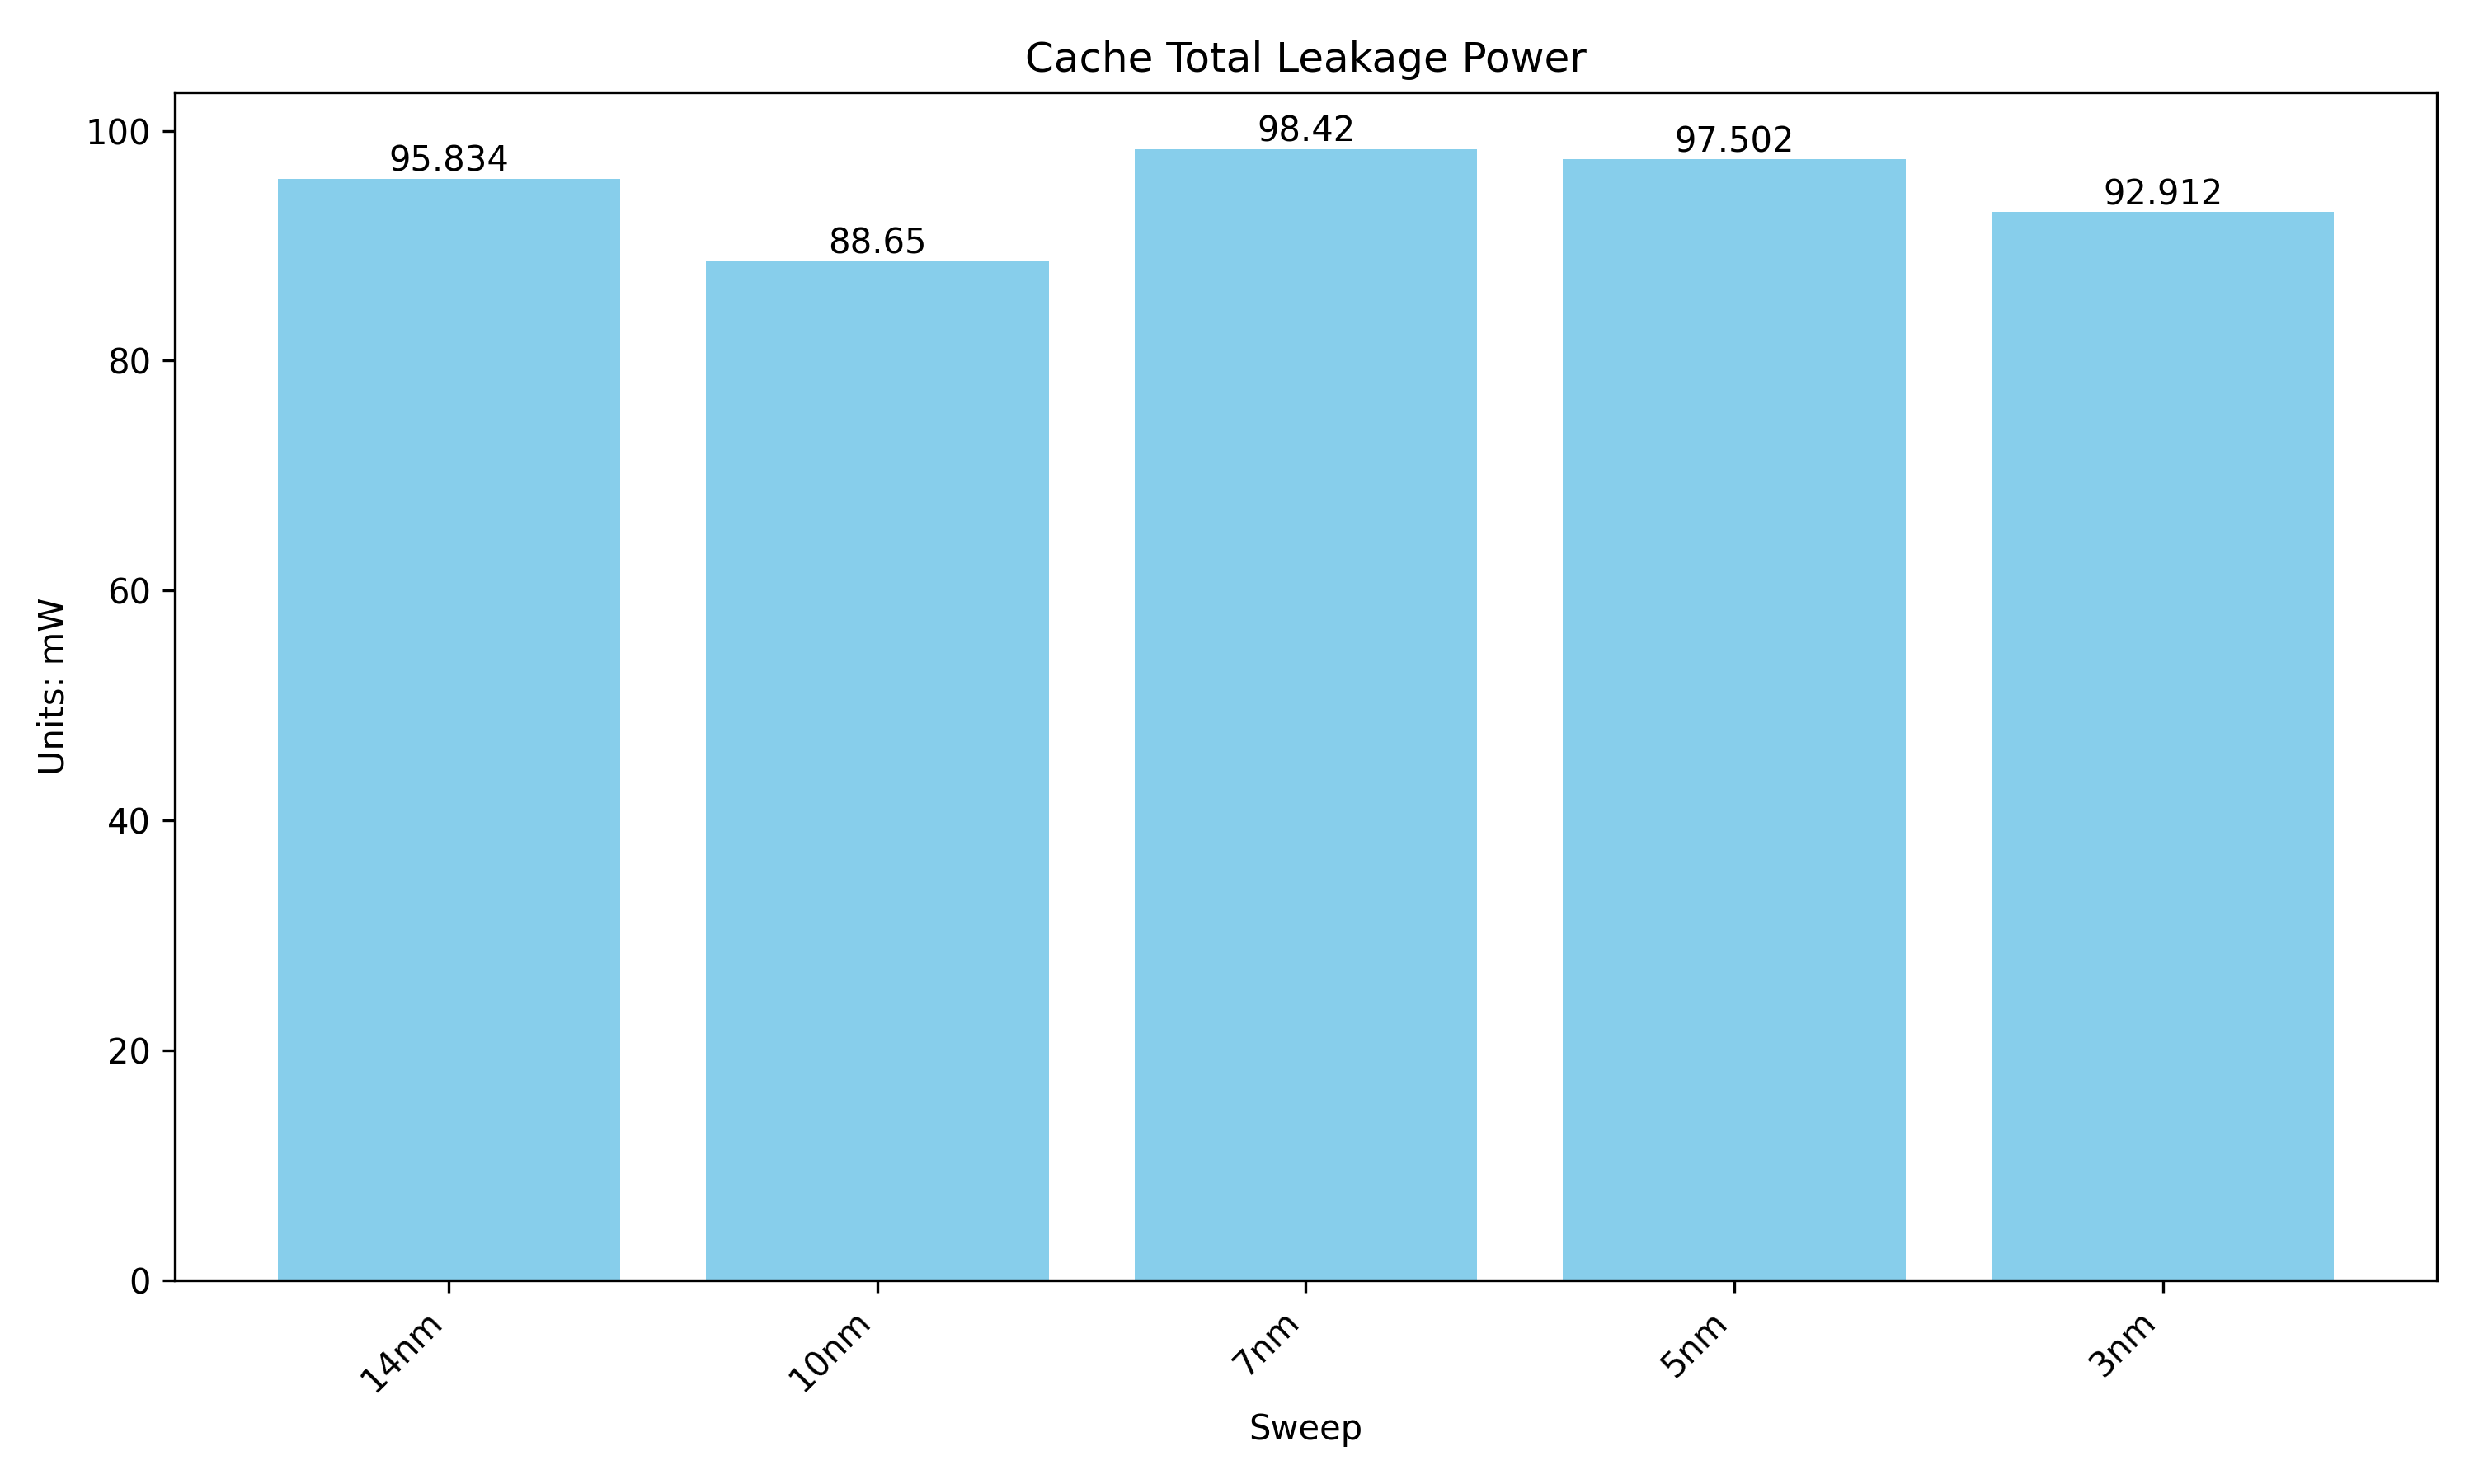 Cache Total Leakage Power
100
80
60
40
20
0
Units: mW
95.834
88.65
98.42
97.502
92.912
14nm
10nm
7nm
5nm
3nm
Sweep